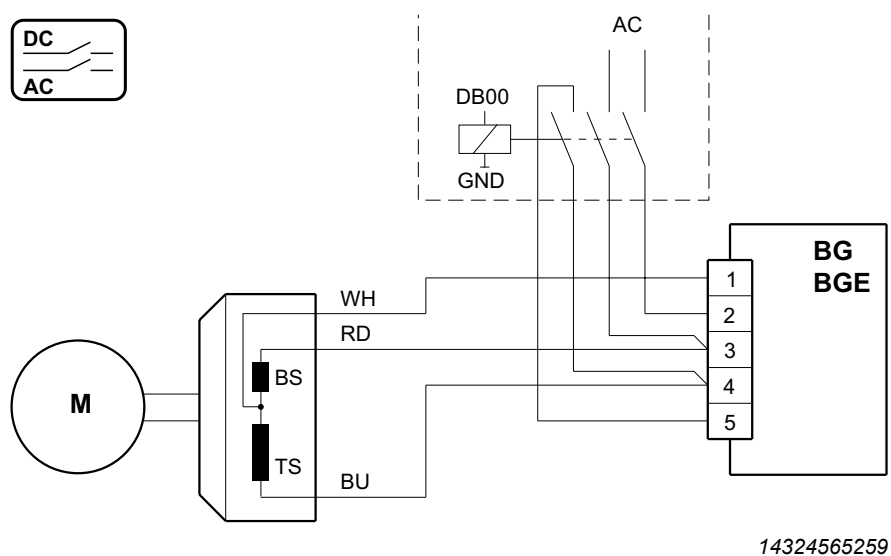 DC
AC
AC
DB00
GND
BG
BGE
1
2
3
4
5
WH
RD
BS
TS
BU
M
14324565259